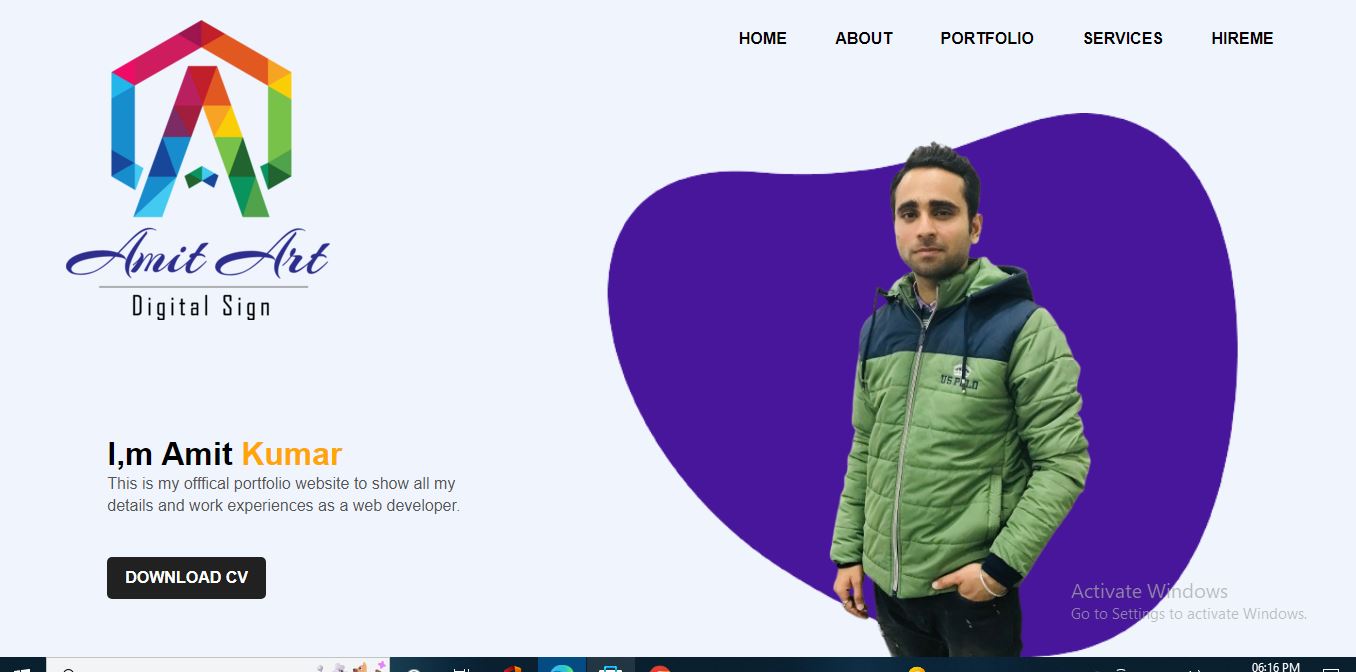 HOME ABOUT PORTFOLIO SERVICES HIREME
Amit Art
Digital Sign
I,m Amit Kumar
This is my offfical portfolio website to show all my
details and work experiences as a web developer.
DOWNLOAD CV
US POLO
Activate Windows
Go to Settings to activate Windows.
06:16 PM